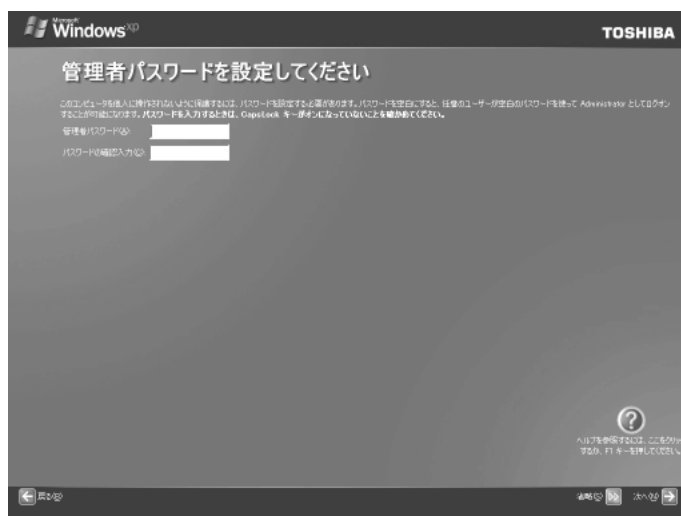 Microsoft
Windows xp
TOSHIBA
管理者パスワードを設定してください
このコンピュータを他人に操作されないように保護するには、パスワードを設定する必要があります。パスワードを空白にすると、任意のユーザーが空白のパスワードを使って Administrator としてログオン
することが可能になります。パスワードを入力するときは、CapsLock キーがオンになっていないことを確かめてください。
管理者パスワード(A):
パスワードの確認入力(C):
?
ヘルプを参照するには、ここをクリッ
するか、F1 キーを押してください。
戻る(B)
省略(S)
次へ(N)